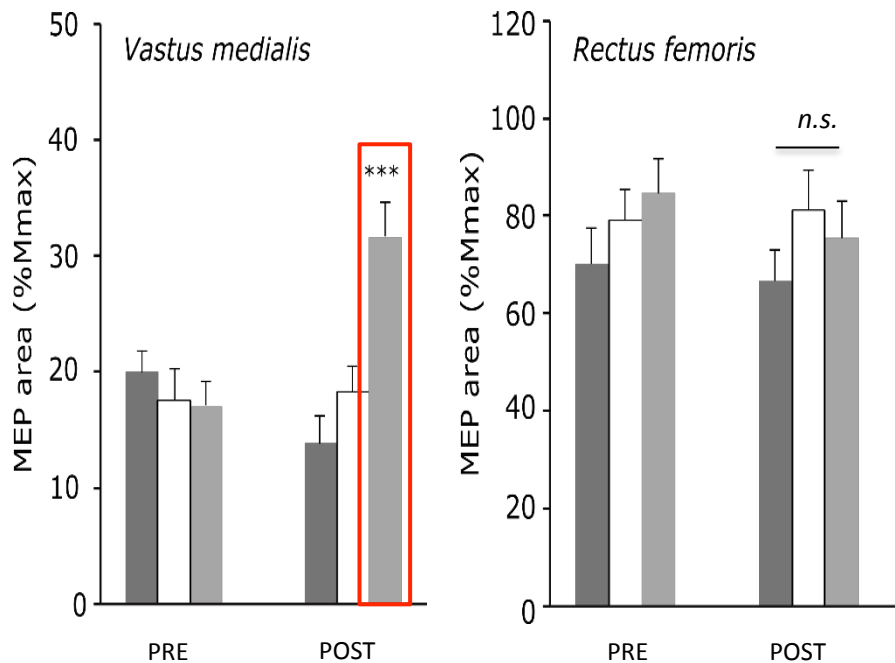 Vastus medialis
MEP area (%Mmax)
50
40
30
20
10
0
***
PRE
POST
Rectus femoris
MEP area (%Mmax)
120
100
80
60
40
20
0
n.s.
PRE
POST